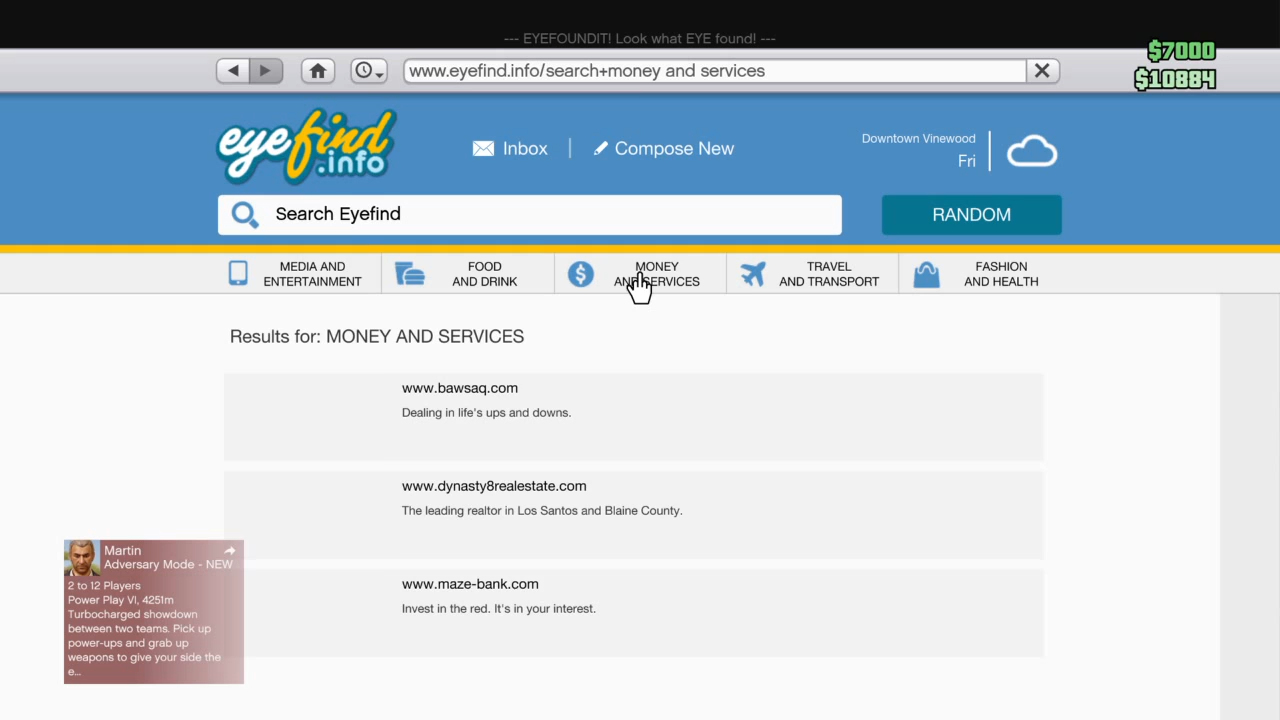 --- EYEFOUNDIT! Look what EYE found! ---
$7000
$10884
www.eyefind.info/search+money and services
eyefind
.info
Inbox
Compose New
Downtown Vinewood
Fri
Search Eyefind
RANDOM
MEDIA AND
ENTERTAINMENT
FOOD
AND DRINK
MONEY
AND SERVICES
TRAVEL
AND TRANSPORT
FASHION
AND HEALTH
Results for: MONEY AND SERVICES
www.bawsaq.com
Dealing in life's ups and downs.
www.dynasty8realestate.com
The leading realtor in Los Santos and Blaine County.
www.maze-bank.com
Invest in the red. It's in your interest.
Martin
Adversary Mode - NEW
2 to 12 Players
Power Play VI, 4251m
Turbocharged showdown
between two teams. Pick up
power-ups and grab up
weapons to give your side the
e...